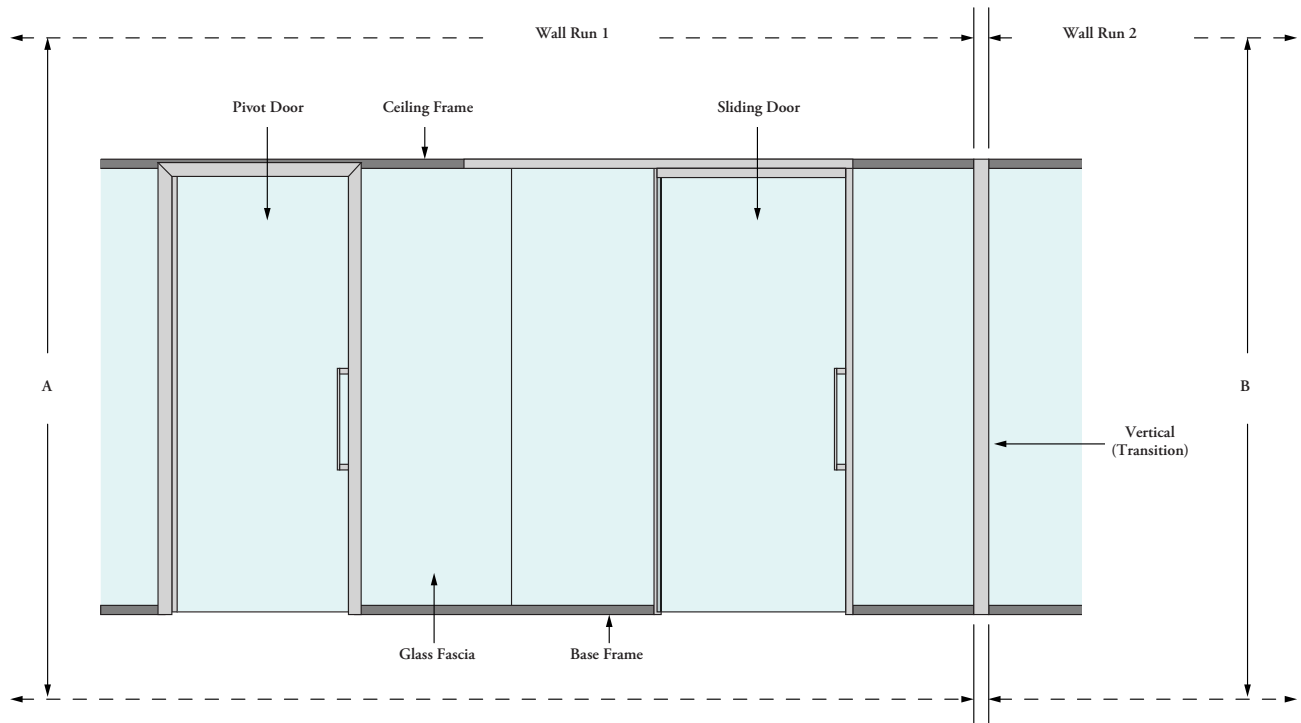 Wall Run 1
Wall Run 2
Pivot Door
Ceiling Frame
Sliding Door
A
B
Vertical
(Transition)
Glass Fascia
Base Frame